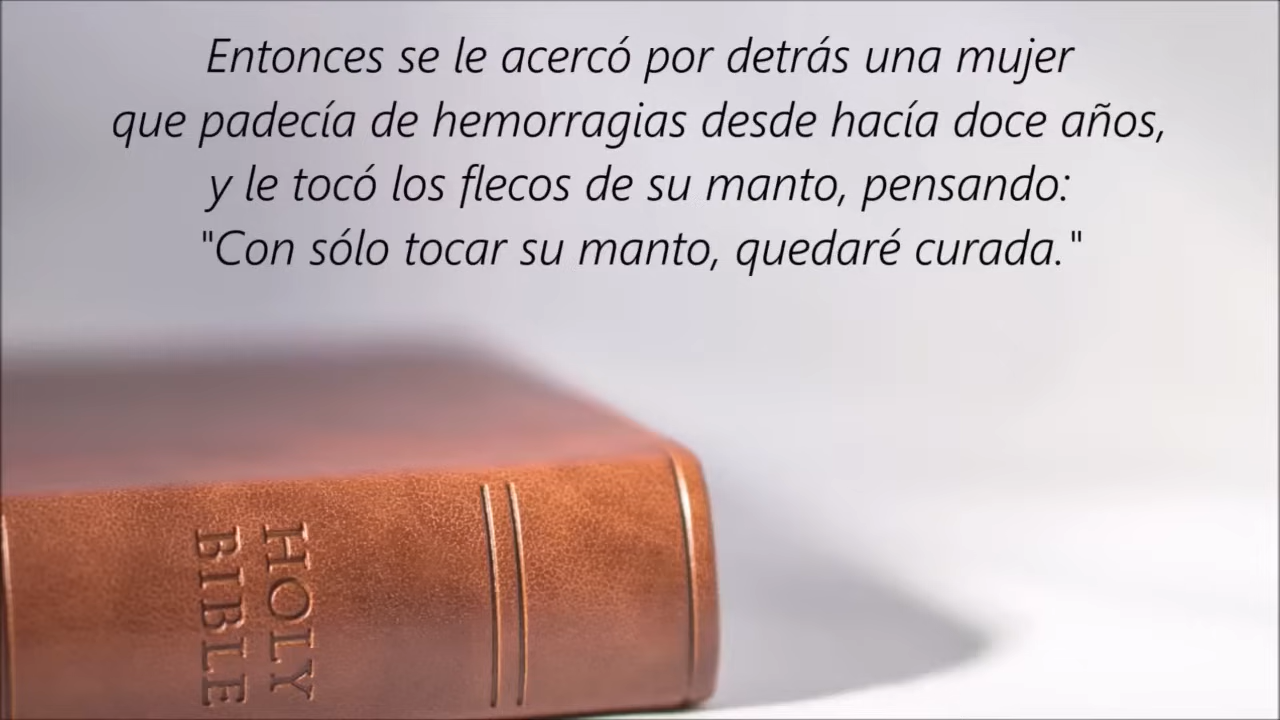 Entonces se le acercó por detrás una mujer
que padecía de hemorragias desde hacía doce años,
y le tocó los flecos de su manto, pensando:
"Con sólo tocar su manto, quedaré curada."
HOLY
BIBLE